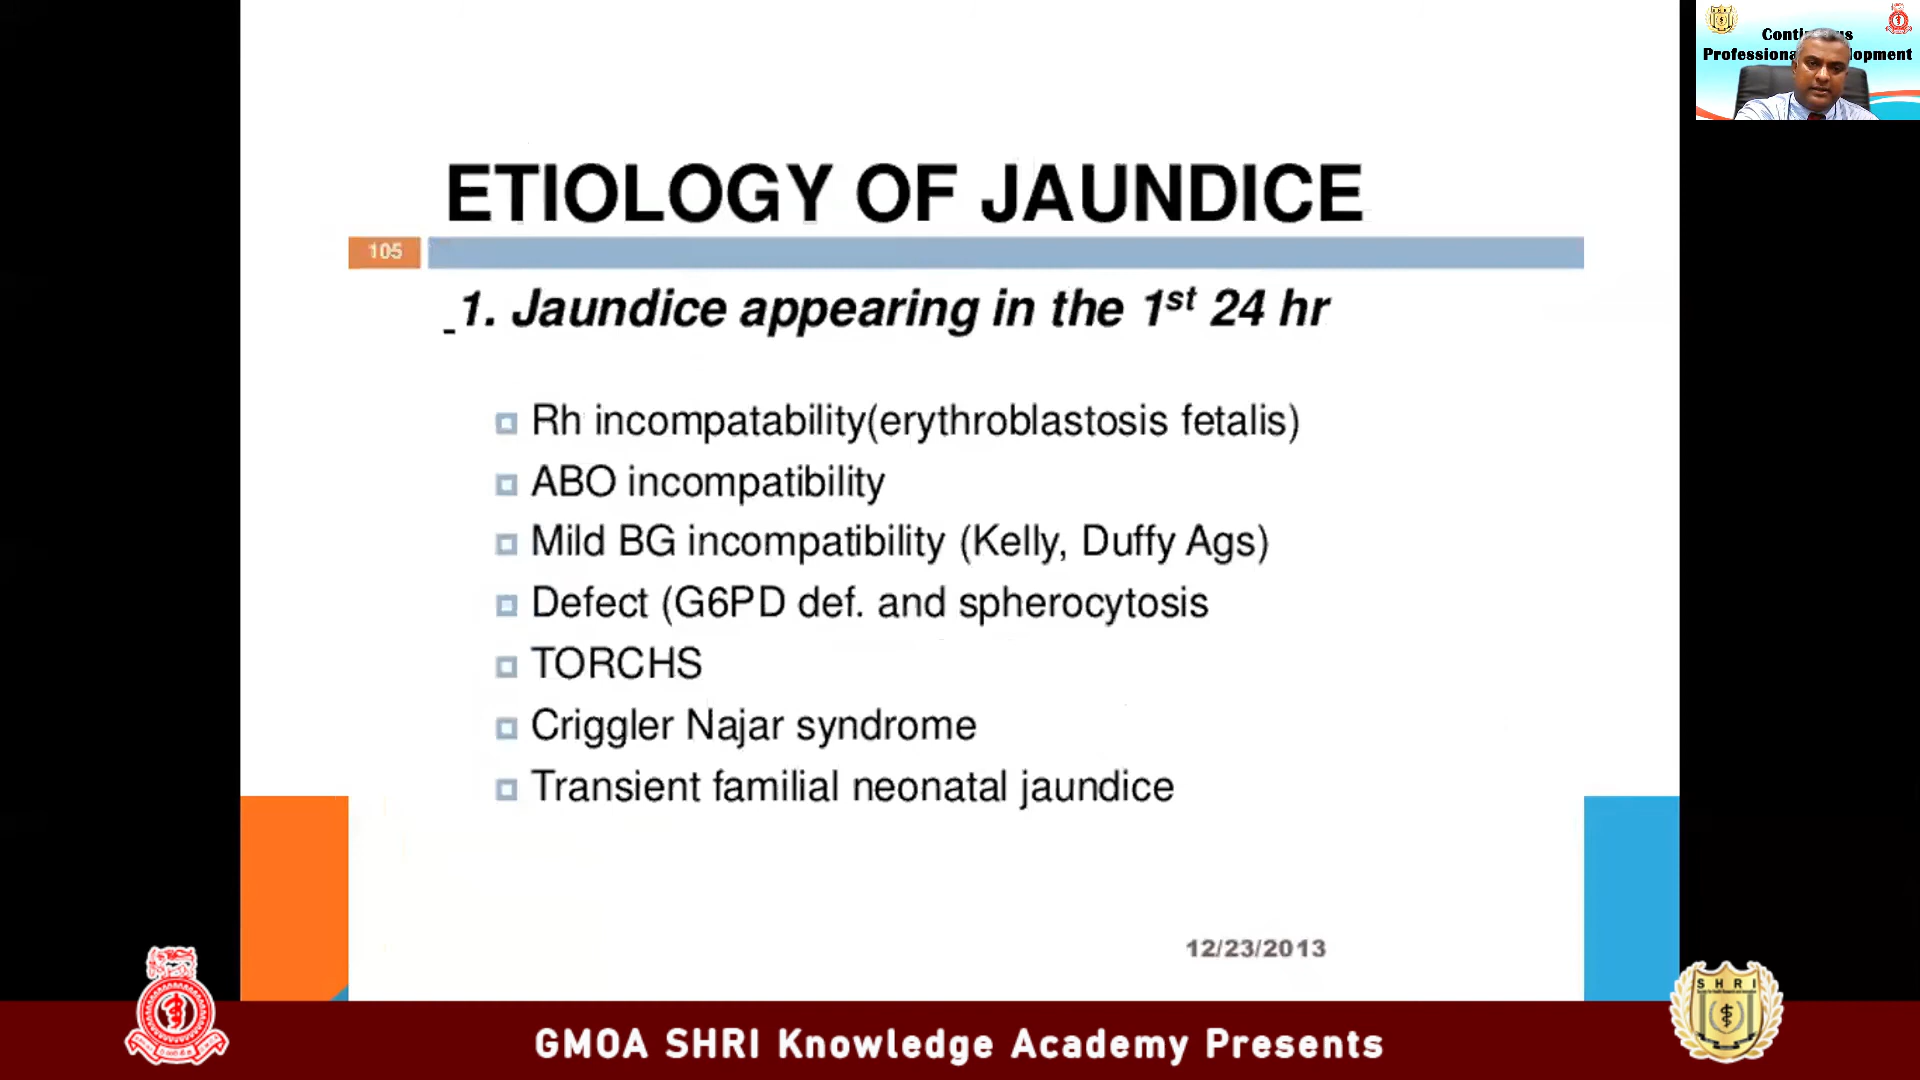 Continuous
Professional Development
ETIOLOGY OF JAUNDICE
105
1. Jaundice appearing in the 1st 24 hr
Rh incompatability(erythroblastosis fetalis)
ABO incompatibility
Mild BG incompatibility (Kelly, Duffy Ags)
Defect (G6PD def. and spherocytosis
TORCHS
Criggler Najar syndrome
Transient familial neonatal jaundice
12/23/2013
SHRI
GMOA SHRI Knowledge Academy Presents